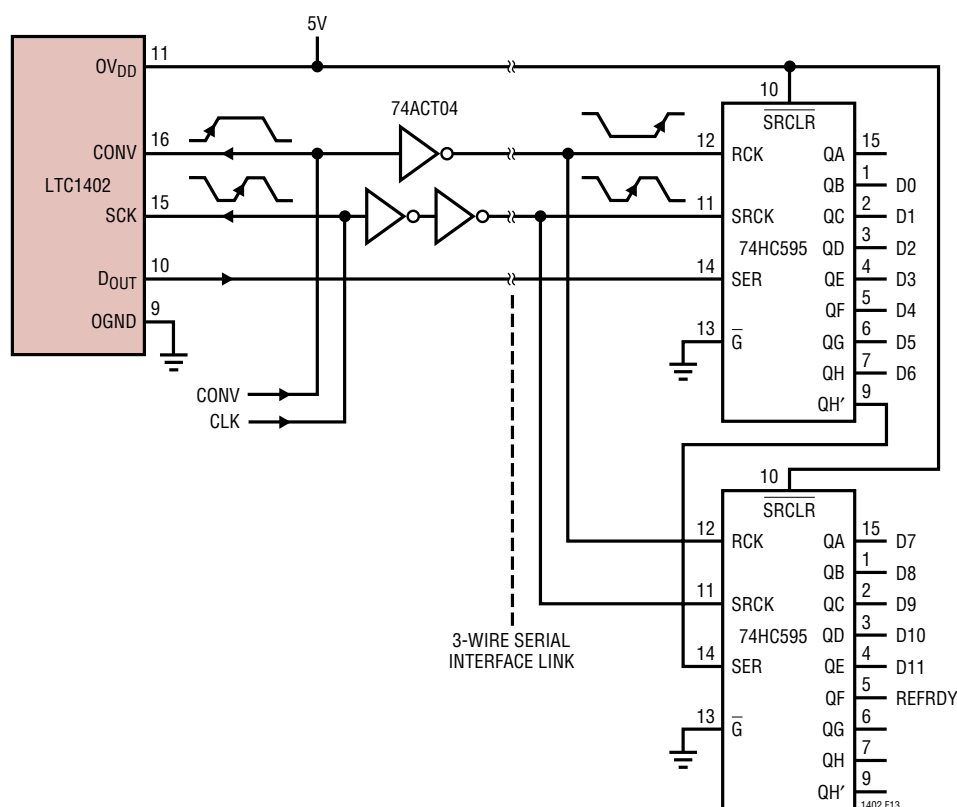 5V
11
OVDD
10
74ACT04
SRCLR
16
CONV
12
RCK
QA
15
LTC1402
QB
1
D0
15
SCK
11
SRCK
QC
2
D1
74HC595
QD
3
D2
10
DOUT
14
SER
QE
4
D3
9
OGND
QF
5
D4
QG
6
D5
13
G
QH
7
D6
CONV
QH′
9
CLK
10
SRCLR
12
RCK
QA
15
D7
QB
1
D8
11
SRCK
QC
2
D9
3-WIRE SERIAL
INTERFACE LINK
74HC595
QD
3
D10
14
SER
QE
4
D11
QF
5
REFRDY
13
G
QG
6
QH
7
QH′
9
1402 F13